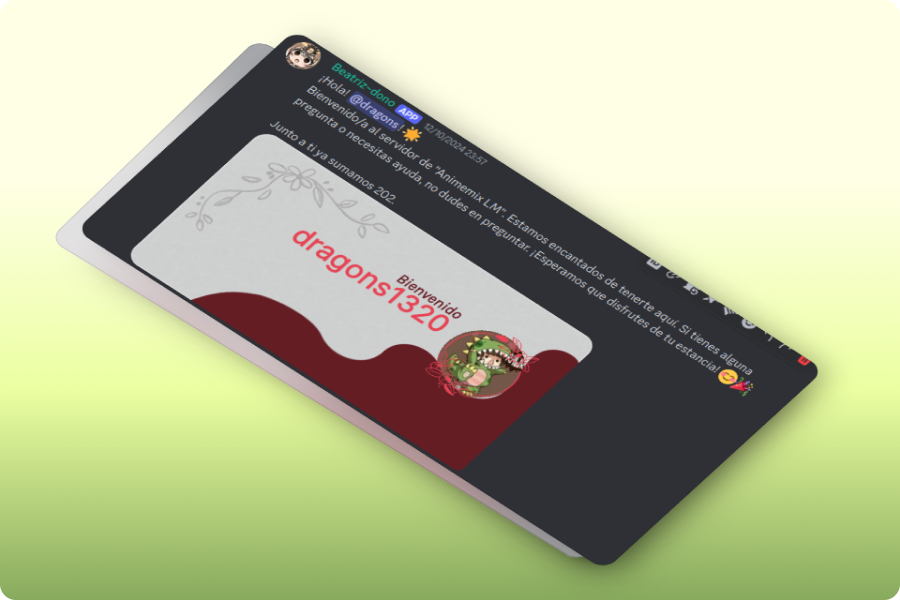 Beatriz-dono APP 12/10/2024 23:57
¡Hola! @dragons!
Bienvenido/a al servidor de "Animemix LM". Estamos encantados de tenerte aquí. Si tienes alguna
pregunta o necesitas ayuda, no dudes en preguntar. ¡Esperamos que disfrutes de tu estancia!
Junto a ti ya sumamos 202.
Bienvenido
dragons1320